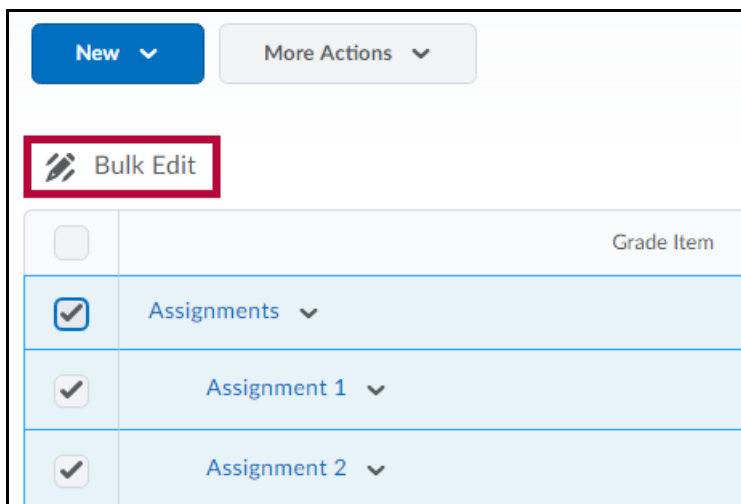 New More Actions
Bulk Edit
Grade Item
Assignments
Assignment 1
Assignment 2